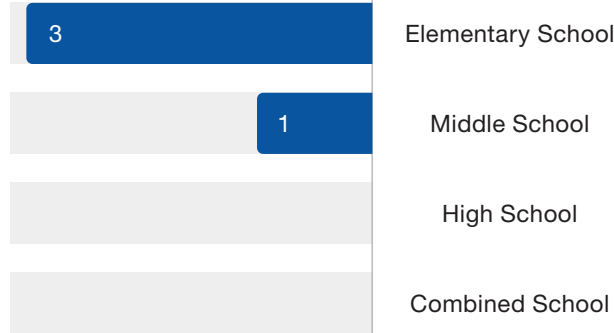 3 Elementary School
1 Middle School
High School
Combined School